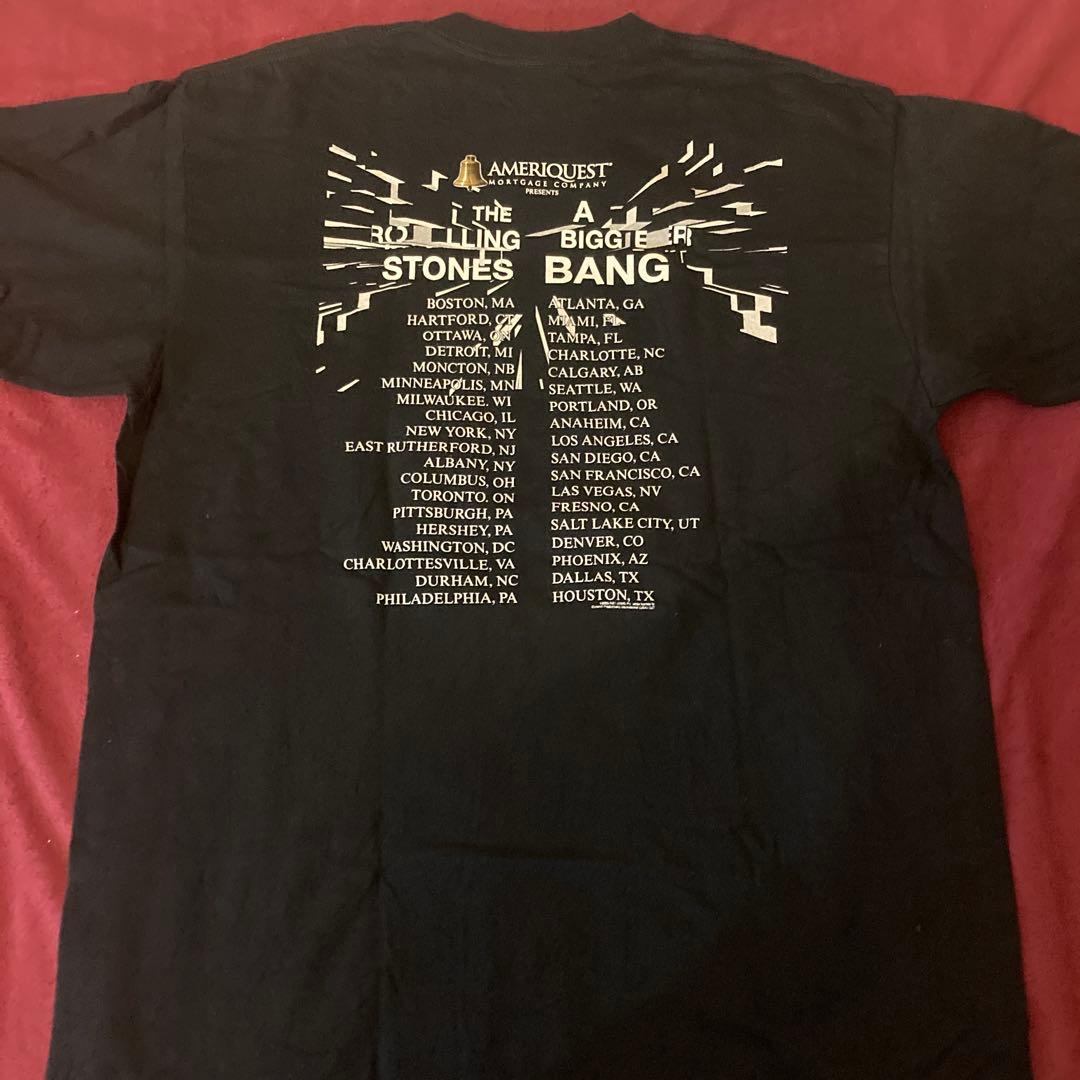 AMERIQUEST
MORTGAGE COMPANY
PRESENTS
THE
ROLLING
STONES
A
BIGGER
BANG
BOSTON, MA
HARTFORD, CT
OTTAWA, ON
DETROIT, MI
MONCTON, NB
MINNEAPOLIS, MN
MILWAUKEE. WI
CHICAGO, IL
NEW YORK, NY
EAST RUTHERFORD, NJ
ALBANY, NY
COLUMBUS, OH
TORONTO. ON
PITTSBURGH, PA
HERSHEY, PA
WASHINGTON, DC
CHARLOTTESVILLE, VA
DURHAM, NC
PHILADELPHIA, PA
ATLANTA, GA
MIAMI, FL
TAMPA, FL
CHARLOTTE, NC
CALGARY, AB
SEATTLE, WA
PORTLAND, OR
ANAHEIM, CA
LOS ANGELES, CA
SAN DIEGO, CA
SAN FRANCISCO, CA
LAS VEGAS, NV
FRESNO, CA
SALT LAKE CITY, UT
DENVER, CO
PHOENIX, AZ
DALLAS, TX
HOUSTON, TX